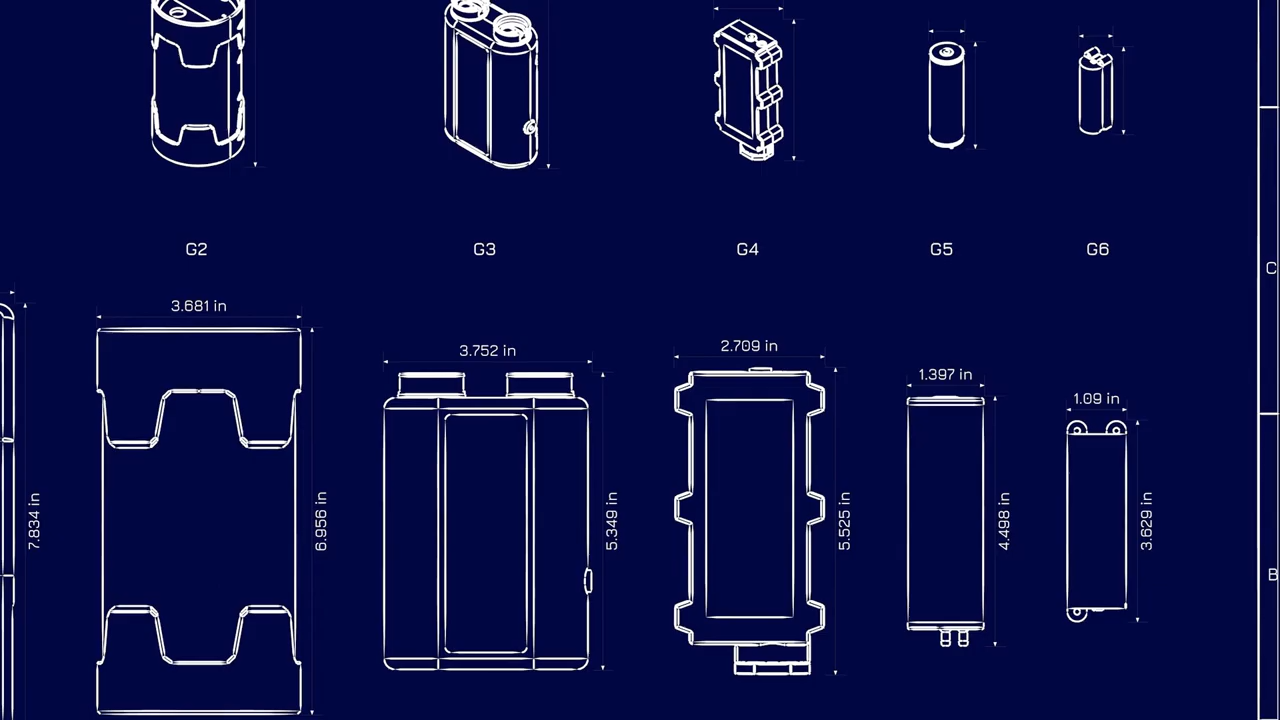 G2
G3
G4
G5
G6
C
3.681 in
3.752 in
2.709 in
1.397 in
1.09 in
7.834 in
6.956 in
5.349 in
5.525 in
4.498 in
3.629 in
B